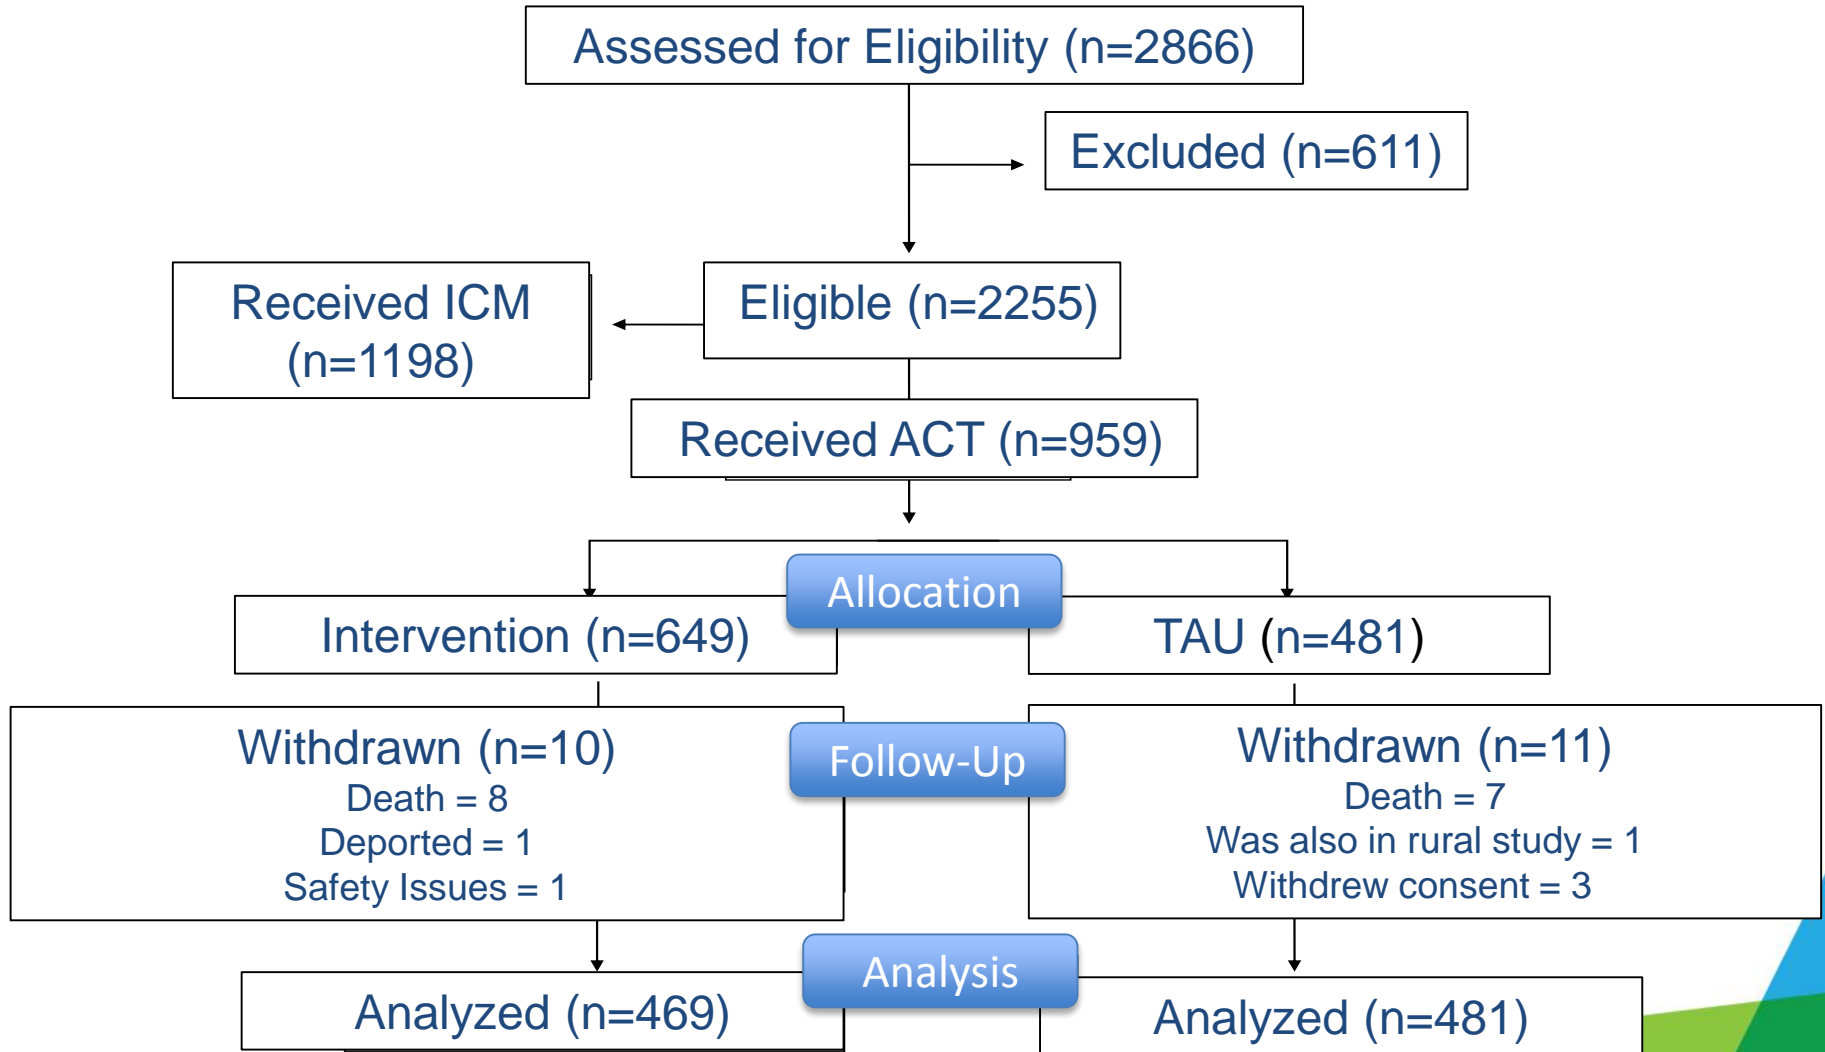 Assessed for Eligibility (n=2866)
Excluded (n=611)
Received ICM
(n=1198)
Eligible (n=2255)
Received ACT (n=959)
Allocation
Intervention (n=649)
TAU (n=481)
Withdrawn (n=10)
Death = 8
Deported = 1
Safety Issues = 1
Follow-Up
Withdrawn (n=11)
Death = 7
Was also in rural study = 1
Withdrew consent = 3
Analysis
Analyzed (n=469)
Analyzed (n=481)